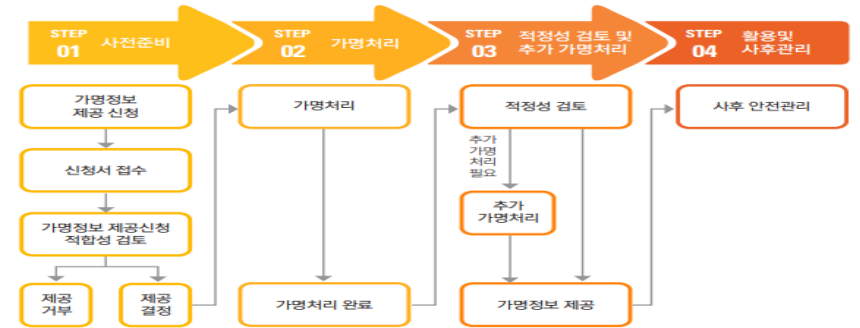 STEP 01 사전준비
STEP 02 가명처리
STEP 03 적정성 검토 및
추가 가명처리
STEP 04 활용및
사후관리
가명정보
제공 신청
신청서 접수
가명정보 제공신청
적합성 검토
제공
거부
제공
결정
가명처리
가명처리 완료
적정성 검토
추가
가명
처리
필요
추가
가명처리
가명정보 제공
사후 안전관리